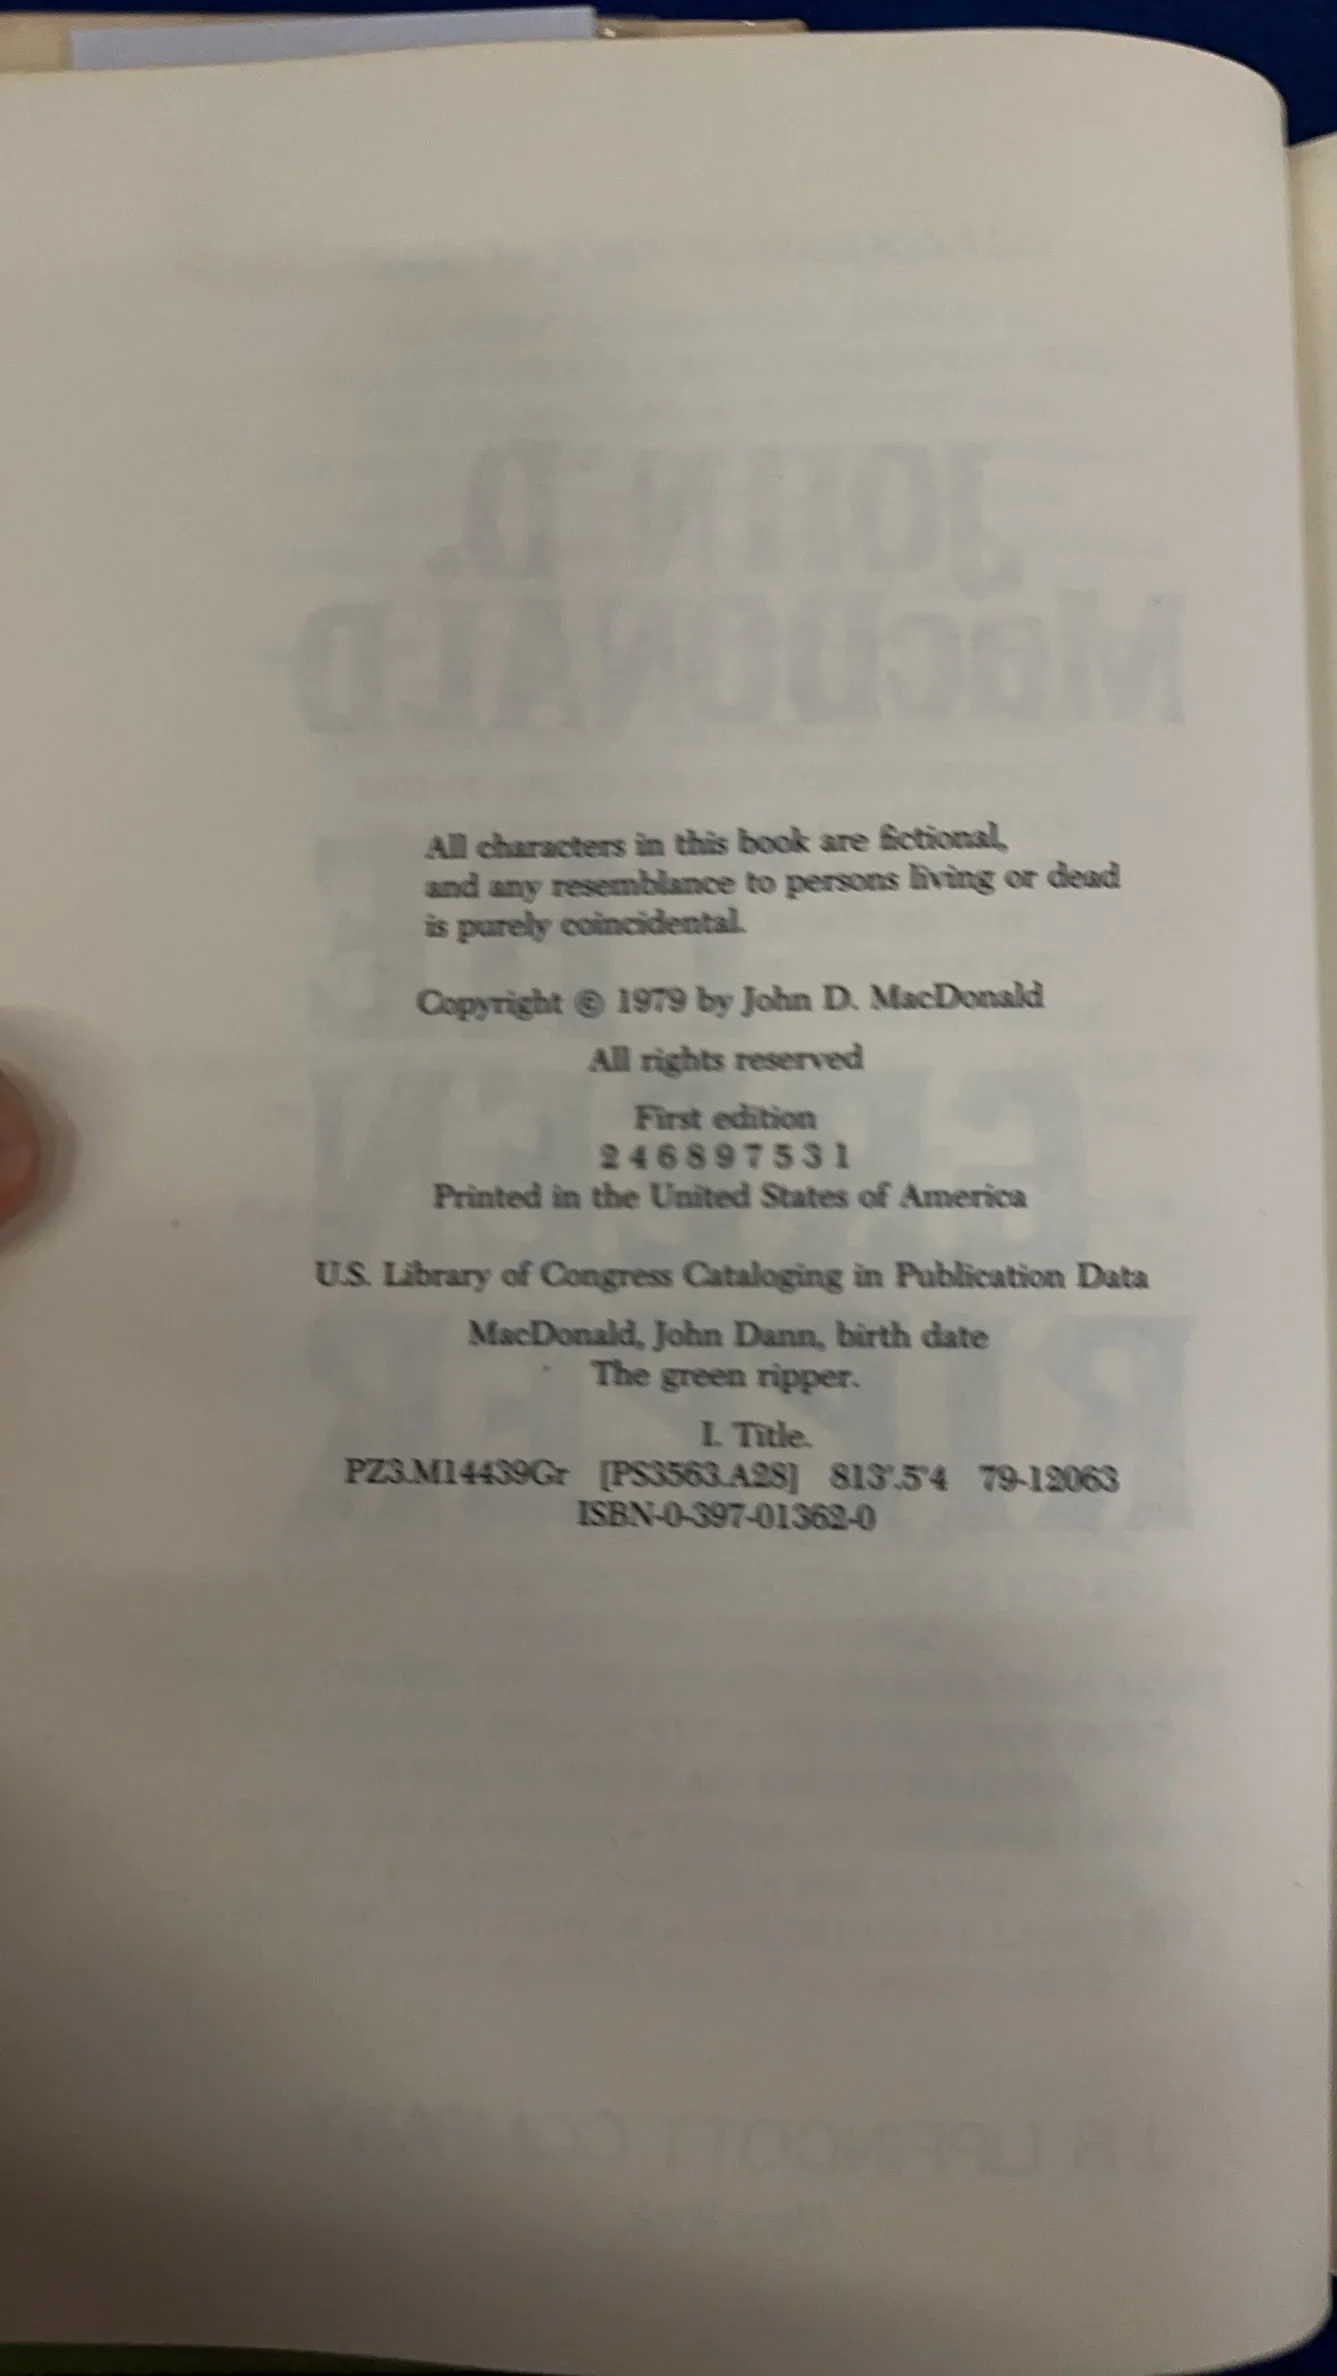 All characters in this book are fictional,
and any resemblance to persons living or dead
is purely coincidental.
Copyright © 1979 by John D. MacDonald
All rights reserved
First edition
2 4 6 8 9 7 5 3 1
Printed in the United States of America
U.S. Library of Congress Cataloging in Publication Data
MacDonald, John Dann, birth date
The green ripper.
I. Title.
PZ3.M14439Gr [PS3563.A28] 813'.5'4 79-12063
ISBN-0-397-01362-0